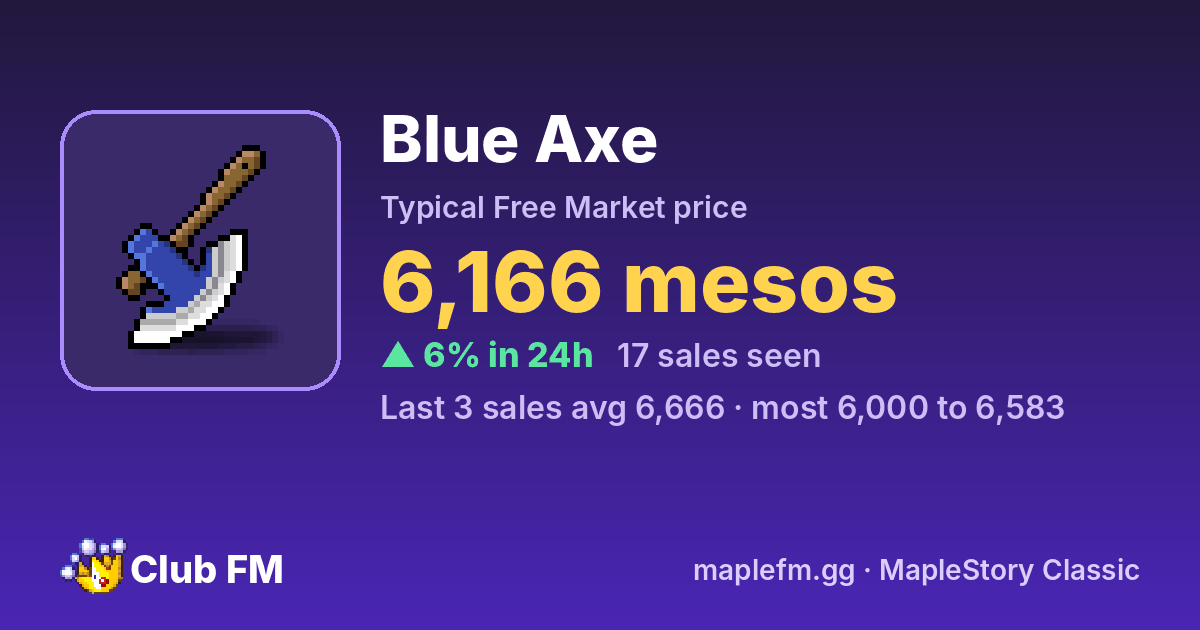 Blue Axe
Typical Free Market price
6,166 mesos
▲ 6% in 24h 17 sales seen
Last 3 sales avg 6,666 · most 6,000 to 6,583
Club FM
maplefm.gg · MapleStory Classic